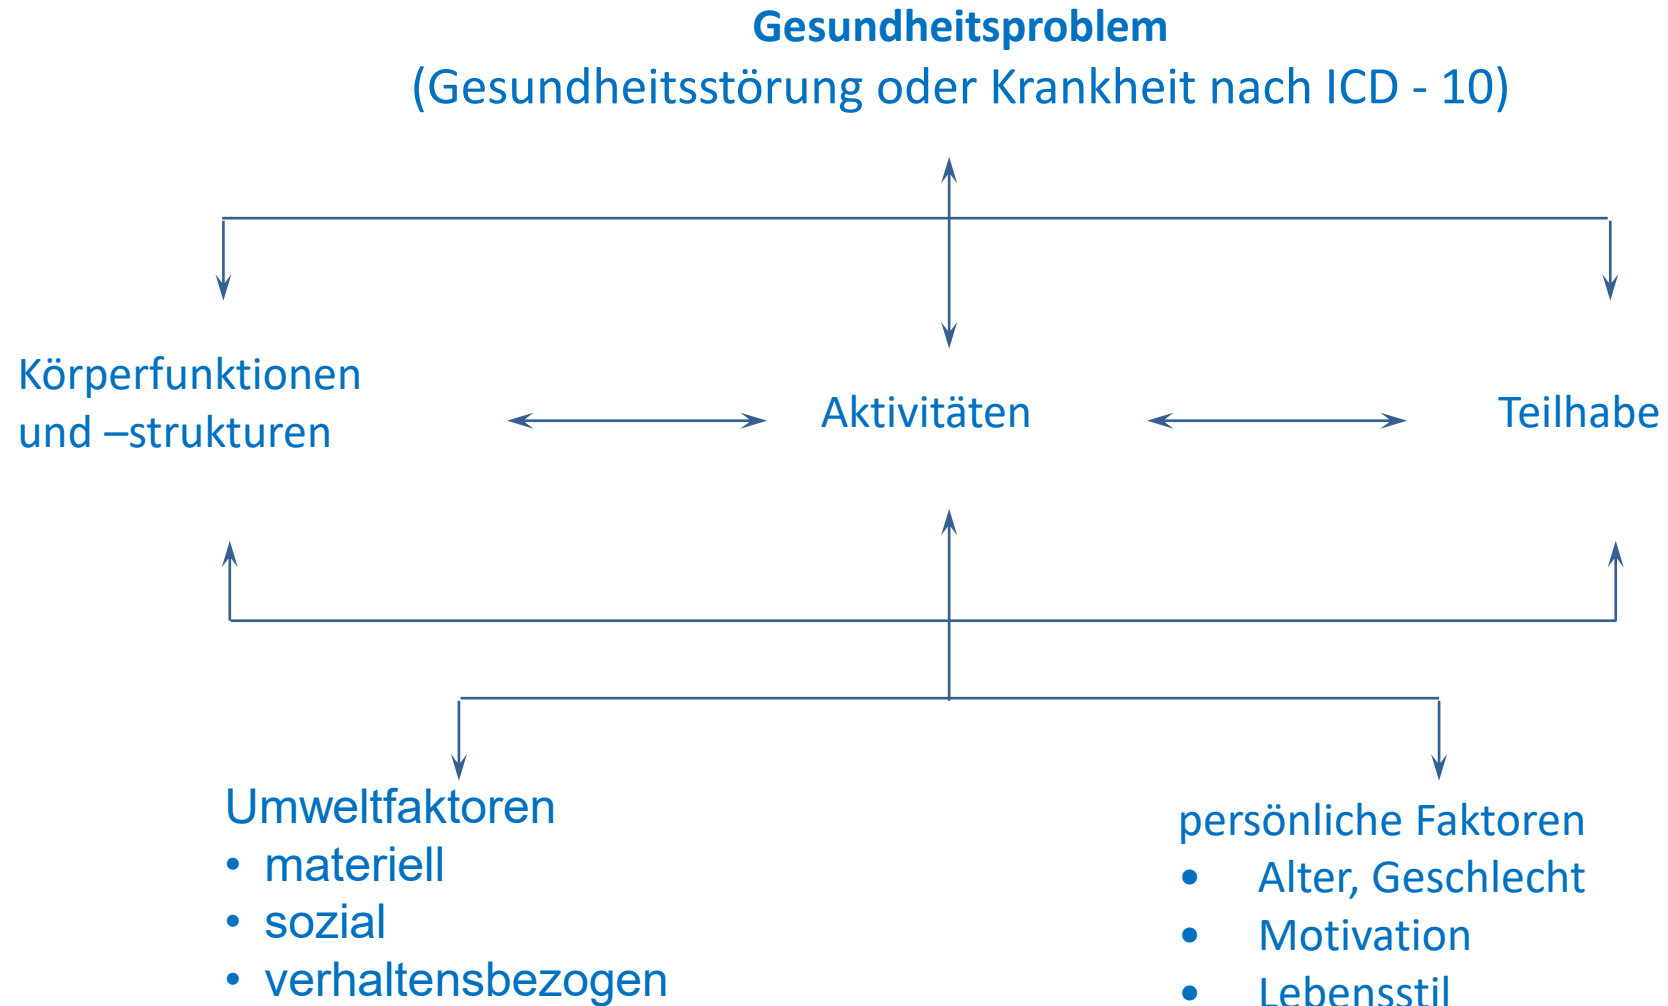 Gesundheitsproblem
(Gesundheitsstörung oder Krankheit nach ICD - 10)
Körperfunktionen
und –strukturen
Aktivitäten
Teilhabe
Umweltfaktoren
• materiell
• sozial
• verhaltensbezogen
persönliche Faktoren
• Alter, Geschlecht
• Motivation
• Lebensstil